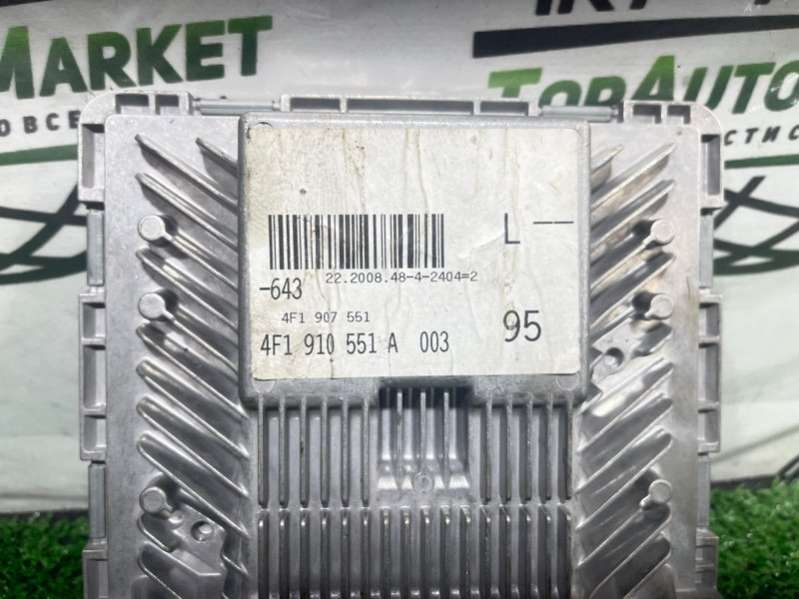 MARKET
TOPAUTO
L --
22.2008.48-4-2404=2
-643
4F1 907 551
4F1 910 551 A 003
95